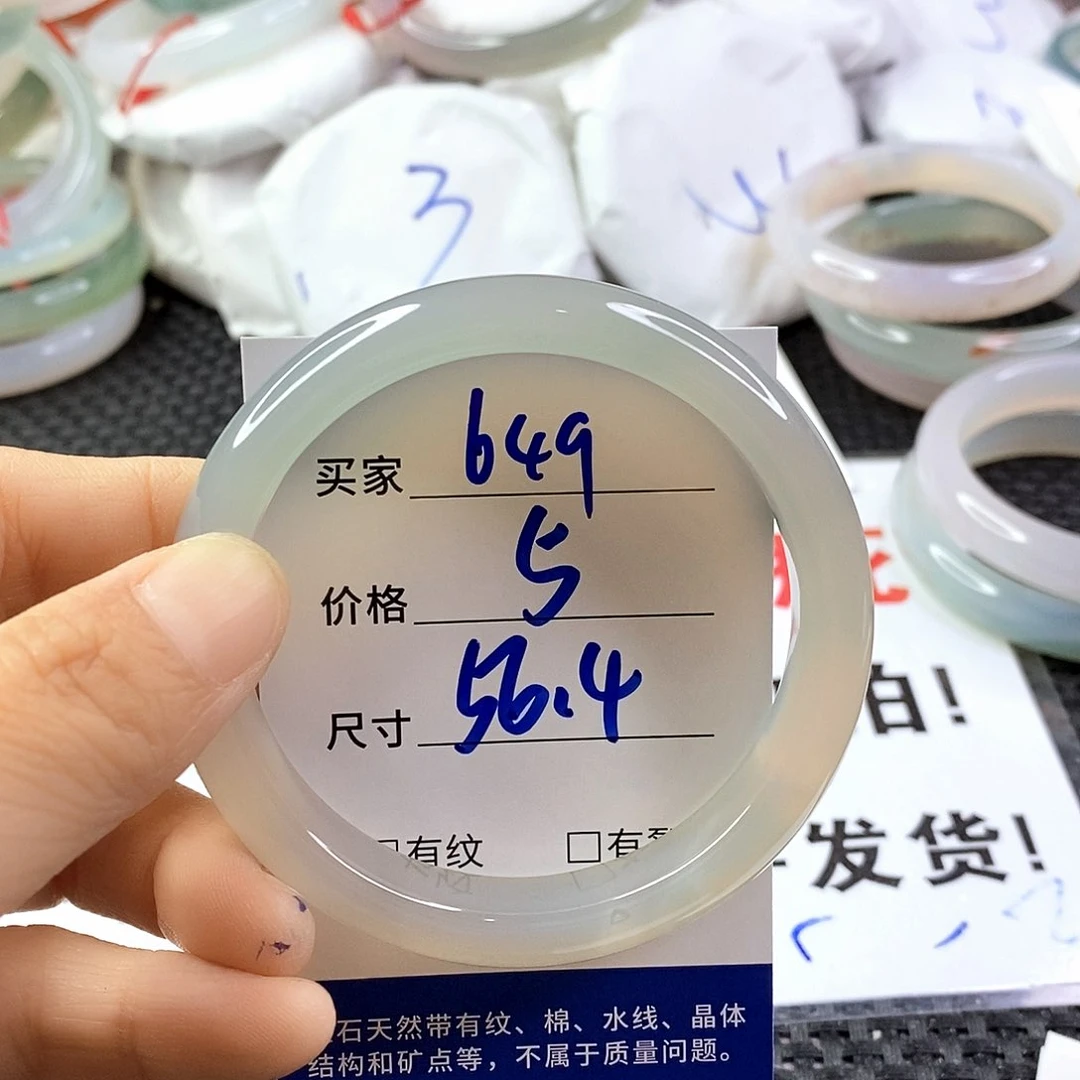 3
买家 649
价格 5
尺寸 56.4
□有纹 □有裂
石天然带有纹、棉、水线、晶体
结构和矿点等，不属于质量问题。
拍！
发货！